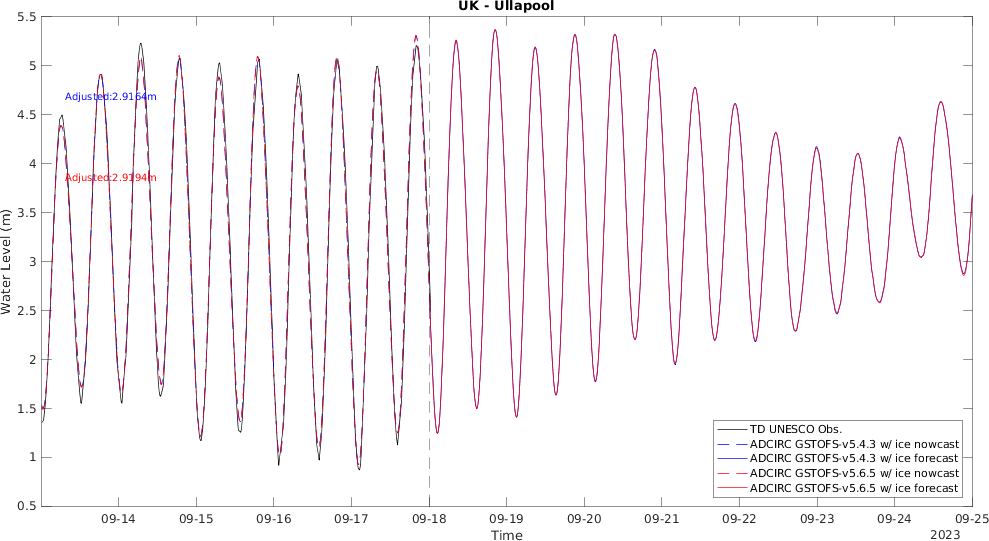 UK - Ullapool
5.5
5
4.5
4
3.5
3
2.5
2
1.5
1
0.5
Water Level (m)
Adjusted:2.9164m
Adjusted:2.9194m
TD UNESCO Obs.
ADCIRC GSTOFS-v5.4.3 w/ ice nowcast
ADCIRC GSTOFS-v5.4.3 w/ ice forecast
ADCIRC GSTOFS-v5.6.5 w/ ice nowcast
ADCIRC GSTOFS-v5.6.5 w/ ice forecast
09-14 09-15 09-16 09-17 09-18 09-19 09-20 09-21 09-22 09-23 09-24 09-25
Time
2023